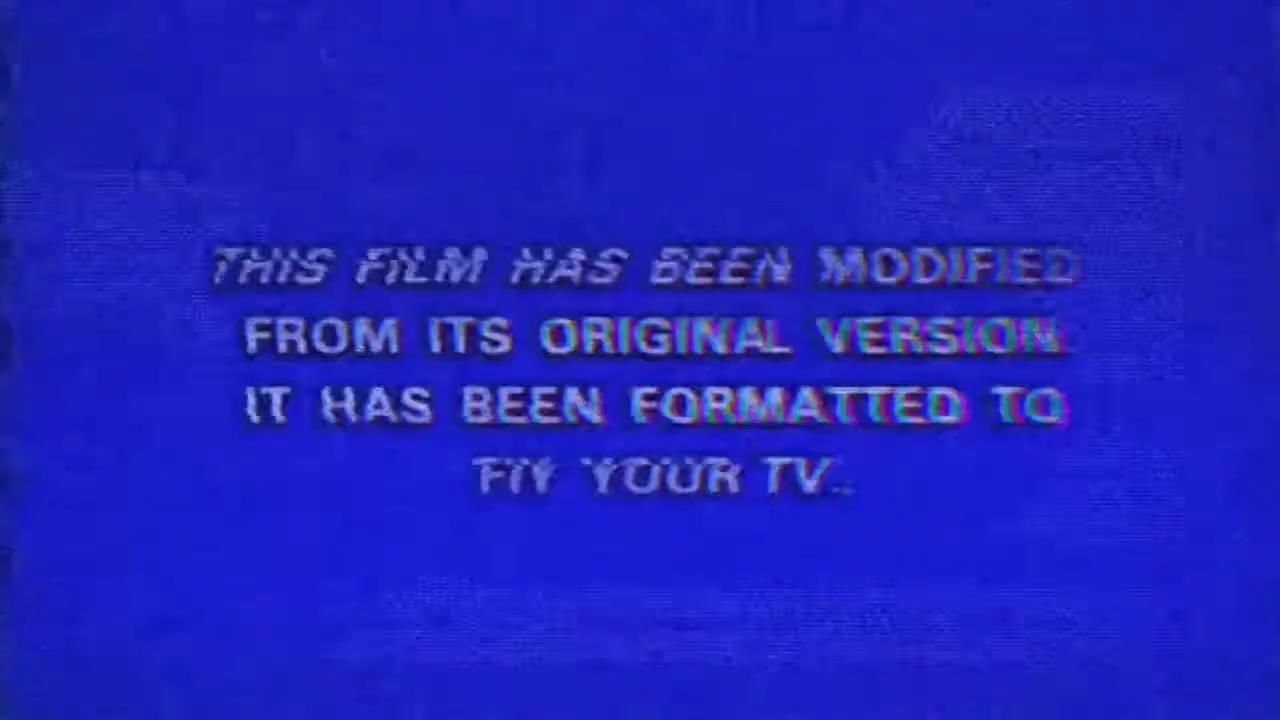 THIS FILM HAS BEEN MODIFIED
FROM ITS ORIGINAL VERSION
IT HAS BEEN FORMATTED TO
FIT YOUR TV..